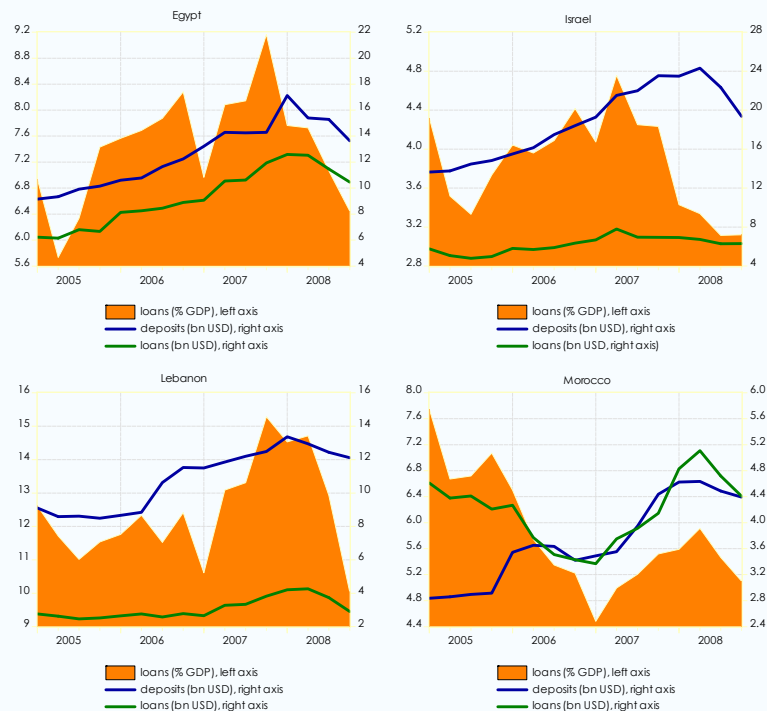 Egypt
9.2 22
8.8 20
8.4 18
8.0 16
7.6 14
7.2 12
6.8 10
6.4 8
6.0 6
5.6 4
2005 2006 2007 2008
loans (% GDP), left axis
deposits (bn USD), right axis
loans (bn USD), right axis
Israel
5.2 28
4.8 24
4.4 20
4.0 16
3.6 12
3.2 8
2.8 4
2005 2006 2007 2008
loans (% GDP), left axis
deposits (bn USD), right axis
loans (bn USD, right axis)
Lebanon
16 16
15 14
14 12
13 10
12 8
11 6
10 4
9 2
2005 2006 2007 2008
loans (% GDP), left axis
deposits (bn USD), right axis
loans (bn USD), right axis
Morocco
8.0 6.0
7.6 5.6
7.2 5.2
6.8 4.8
6.4 4.4
6.0 4.0
5.6 3.6
5.2 3.2
4.8 2.8
4.4 2.4
2005 2006 2007 2008
loans (% GDP), left axis
deposits (bn USD), right axis
loans (bn USD), right axis